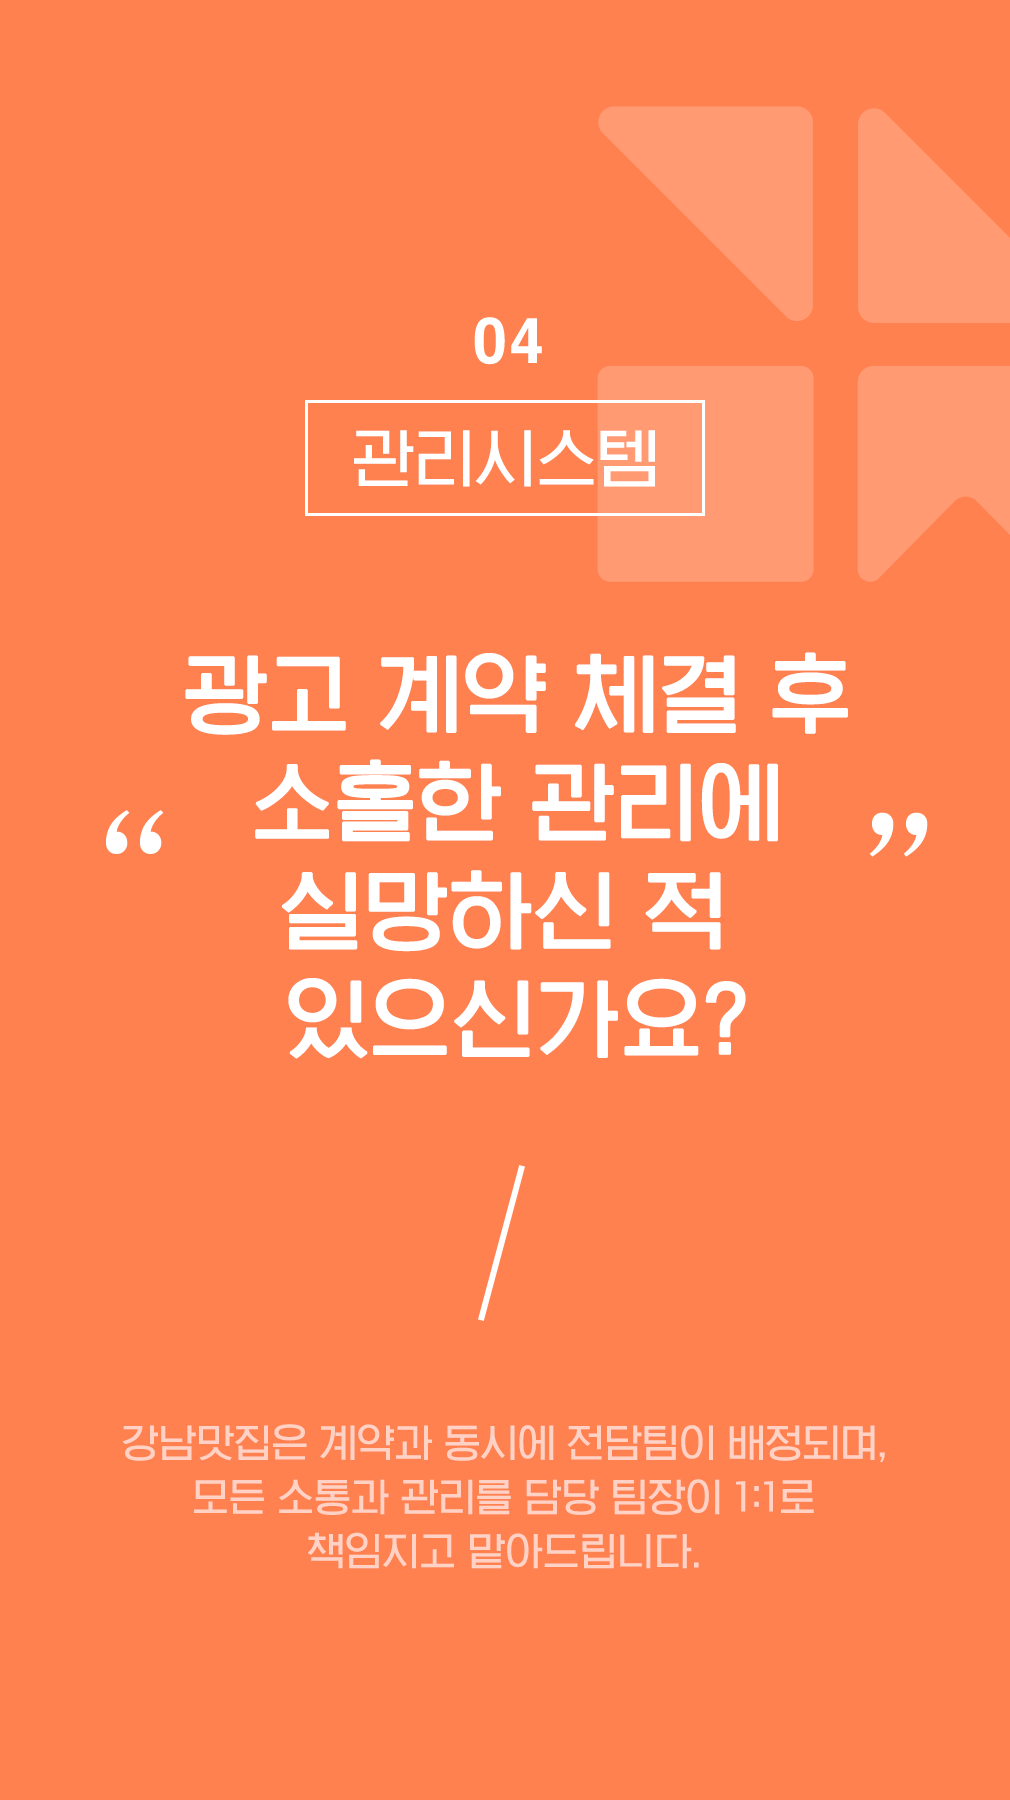 04
관리시스템
광고 계약 체결 후
소홀한 관리에
“ ”
실망하신 적
있으신가요?
강남맛집은 계약과 동시에 전담팀이 배정되며,
모든 소통과 관리를 담당 팀장이 1:1로
책임지고 맡아드립니다.